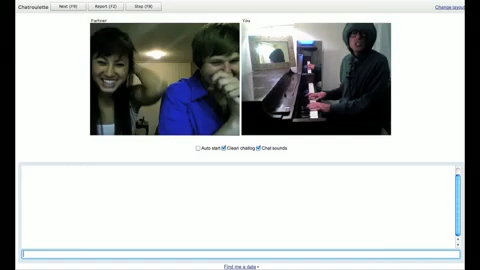 Chatroulette Next (F9) Report (F2) Stop (F8) Change layout
Partner You
Auto start Clearl chatlog Chat sounds
Find me a date